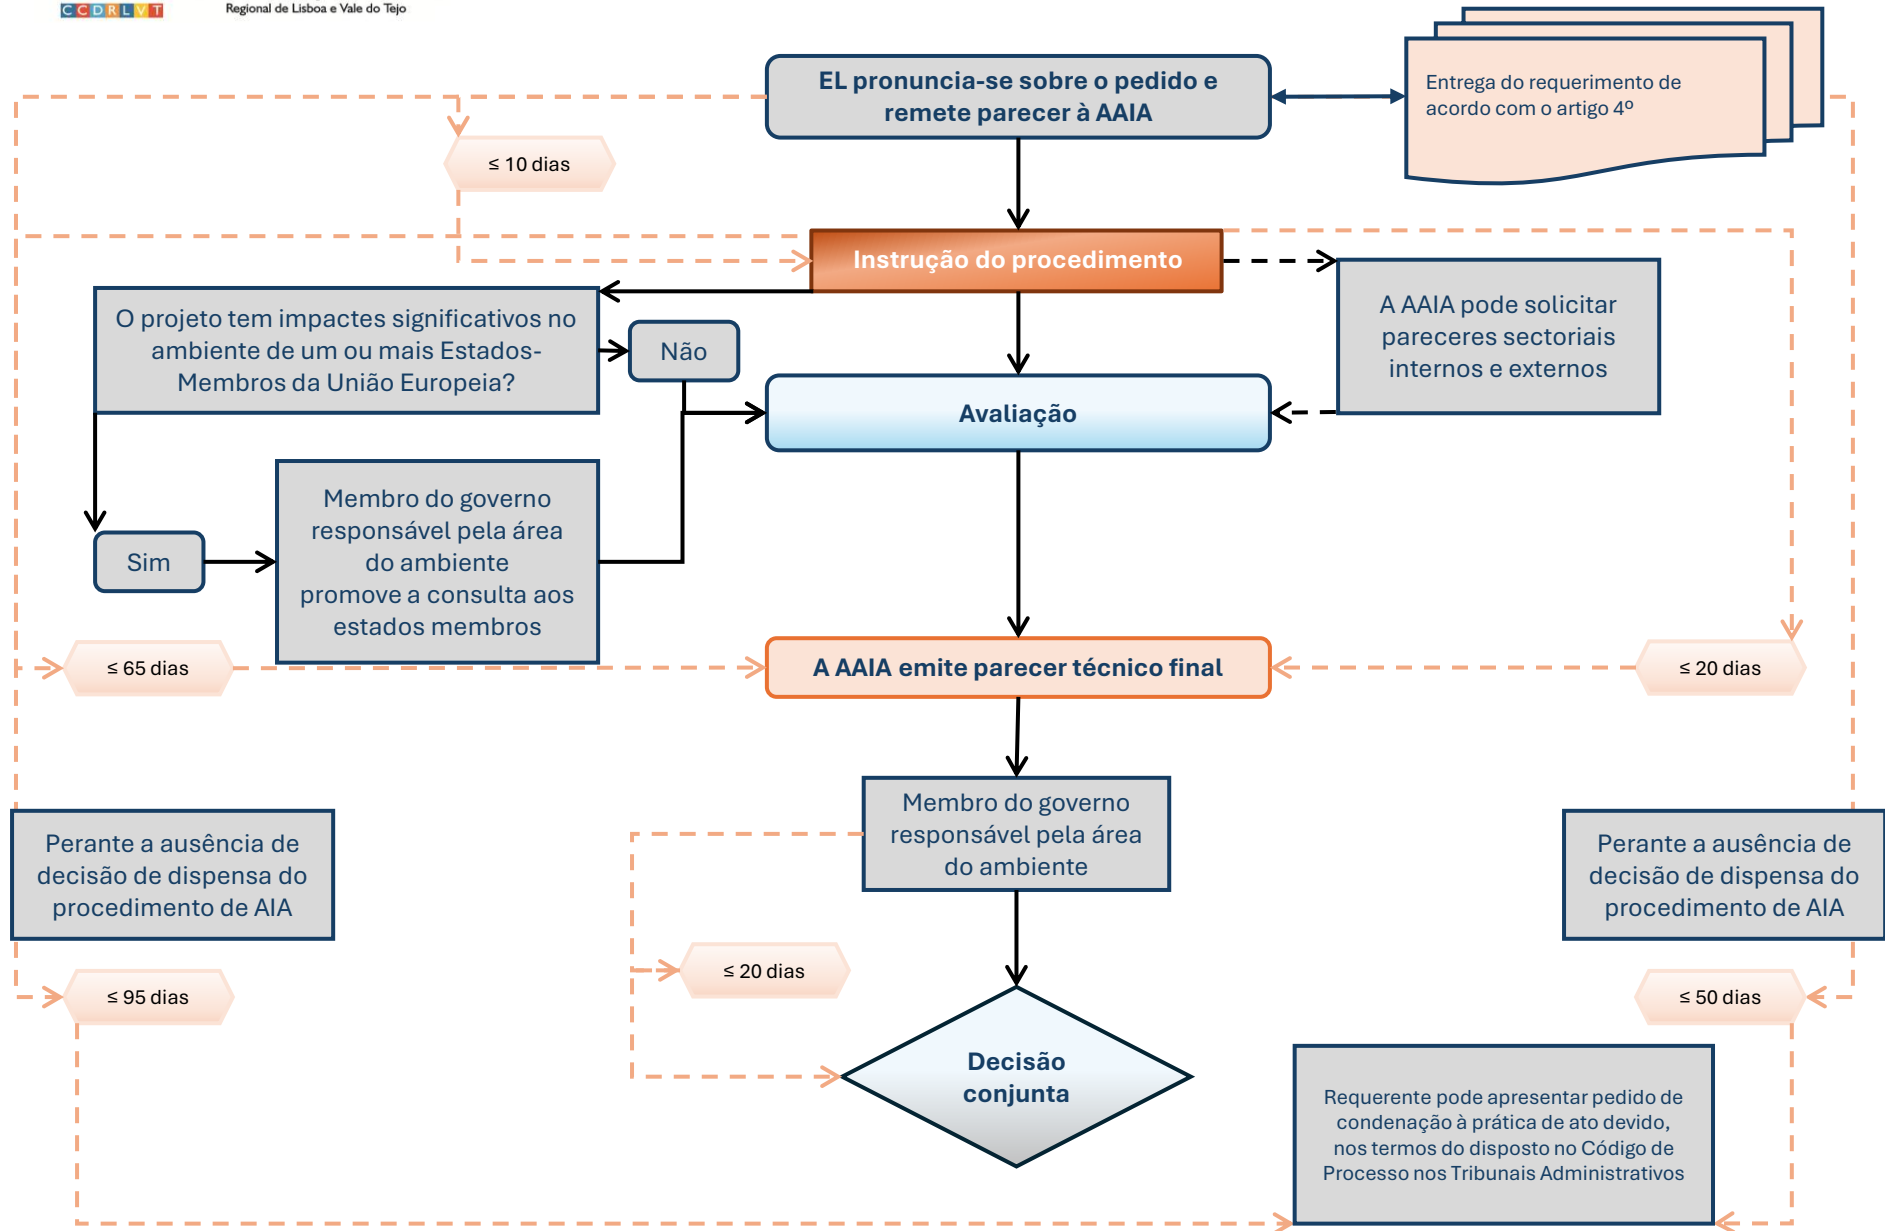 CCDRLVT
Regional de Lisboa e Vale do Tejo
EL pronuncia-se sobre o pedido e
remete parecer à AAIA
Entrega do requerimento de
acordo com o artigo 4º
≤ 10 dias
Instrução do procedimento
O projeto tem impactes significativos no
ambiente de um ou mais Estados-
Membros da União Europeia?
Não
A AAIA pode solicitar
pareceres sectoriais
internos e externos
Avaliação
Sim
Membro do governo
responsável pela área
do ambiente
promove a consulta aos
estados membros
≤ 65 dias
A AAIA emite parecer técnico final
≤ 20 dias
Membro do governo
responsável pela área
do ambiente
Perante a ausência de
decisão de dispensa do
procedimento de AIA
Perante a ausência de
decisão de dispensa do
procedimento de AIA
≤ 20 dias
≤ 95 dias
≤ 50 dias
Decisão
conjunta
Requerente pode apresentar pedido de
condenação à prática de ato devido,
nos termos do disposto no Código de
Processo nos Tribunais Administrativos